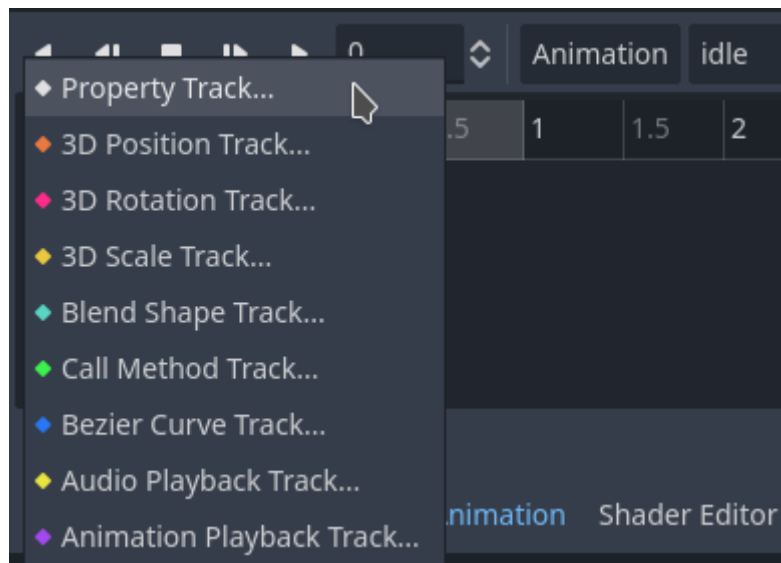 0 Animation idle
Property Track...
.5 1 1.5 2
3D Position Track...
3D Rotation Track...
3D Scale Track...
Blend Shape Track...
Call Method Track...
Bezier Curve Track...
Audio Playback Track...
nimation Shader Editor
Animation Playback Track...